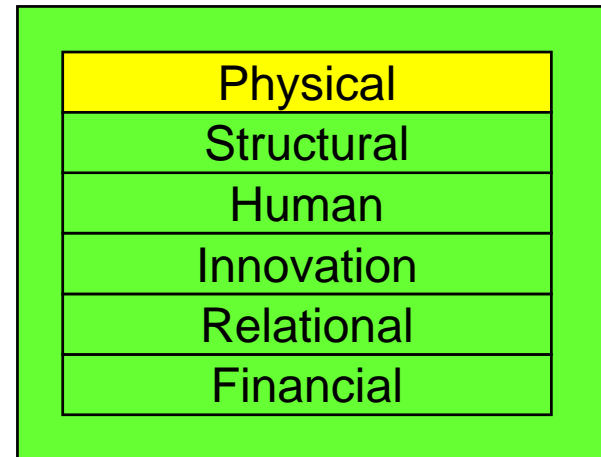 Physical
Structural
Human
Innovation
Relational
Financial